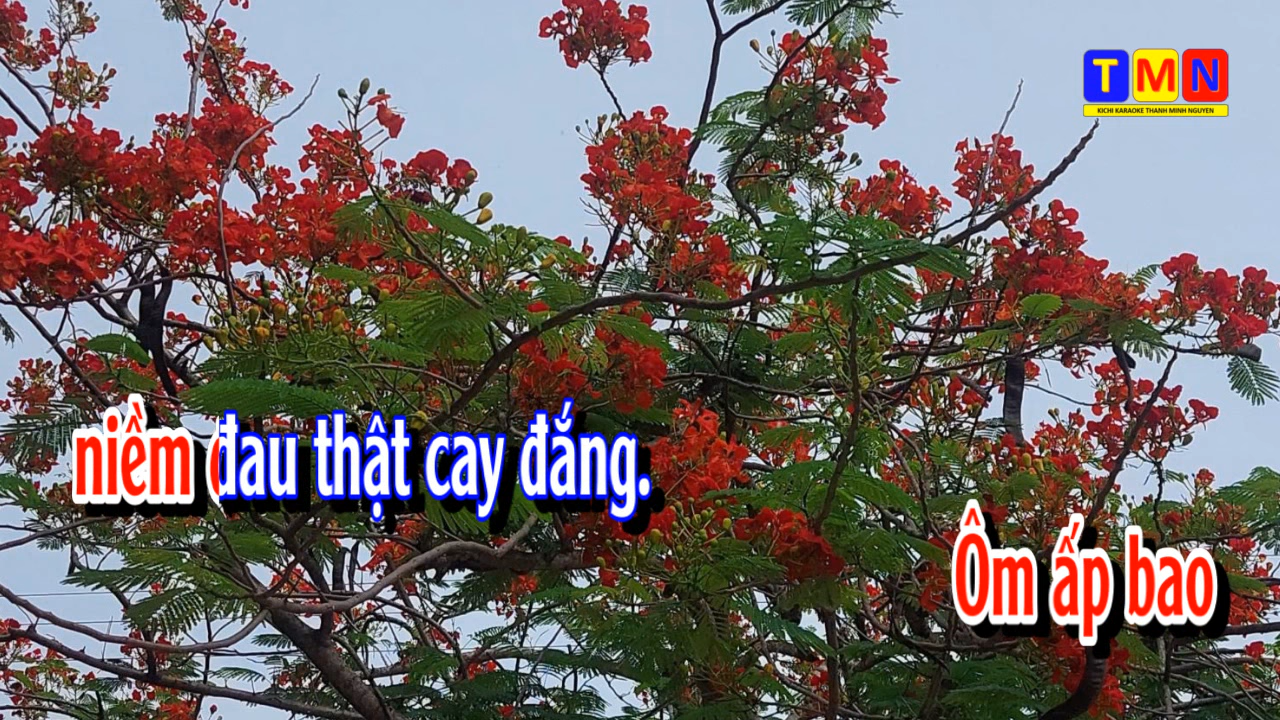 TMN
KICHI KARAOKE THANH MINH NGUYEN
niềm đau thật cay đắng.
Ôm ấp bao